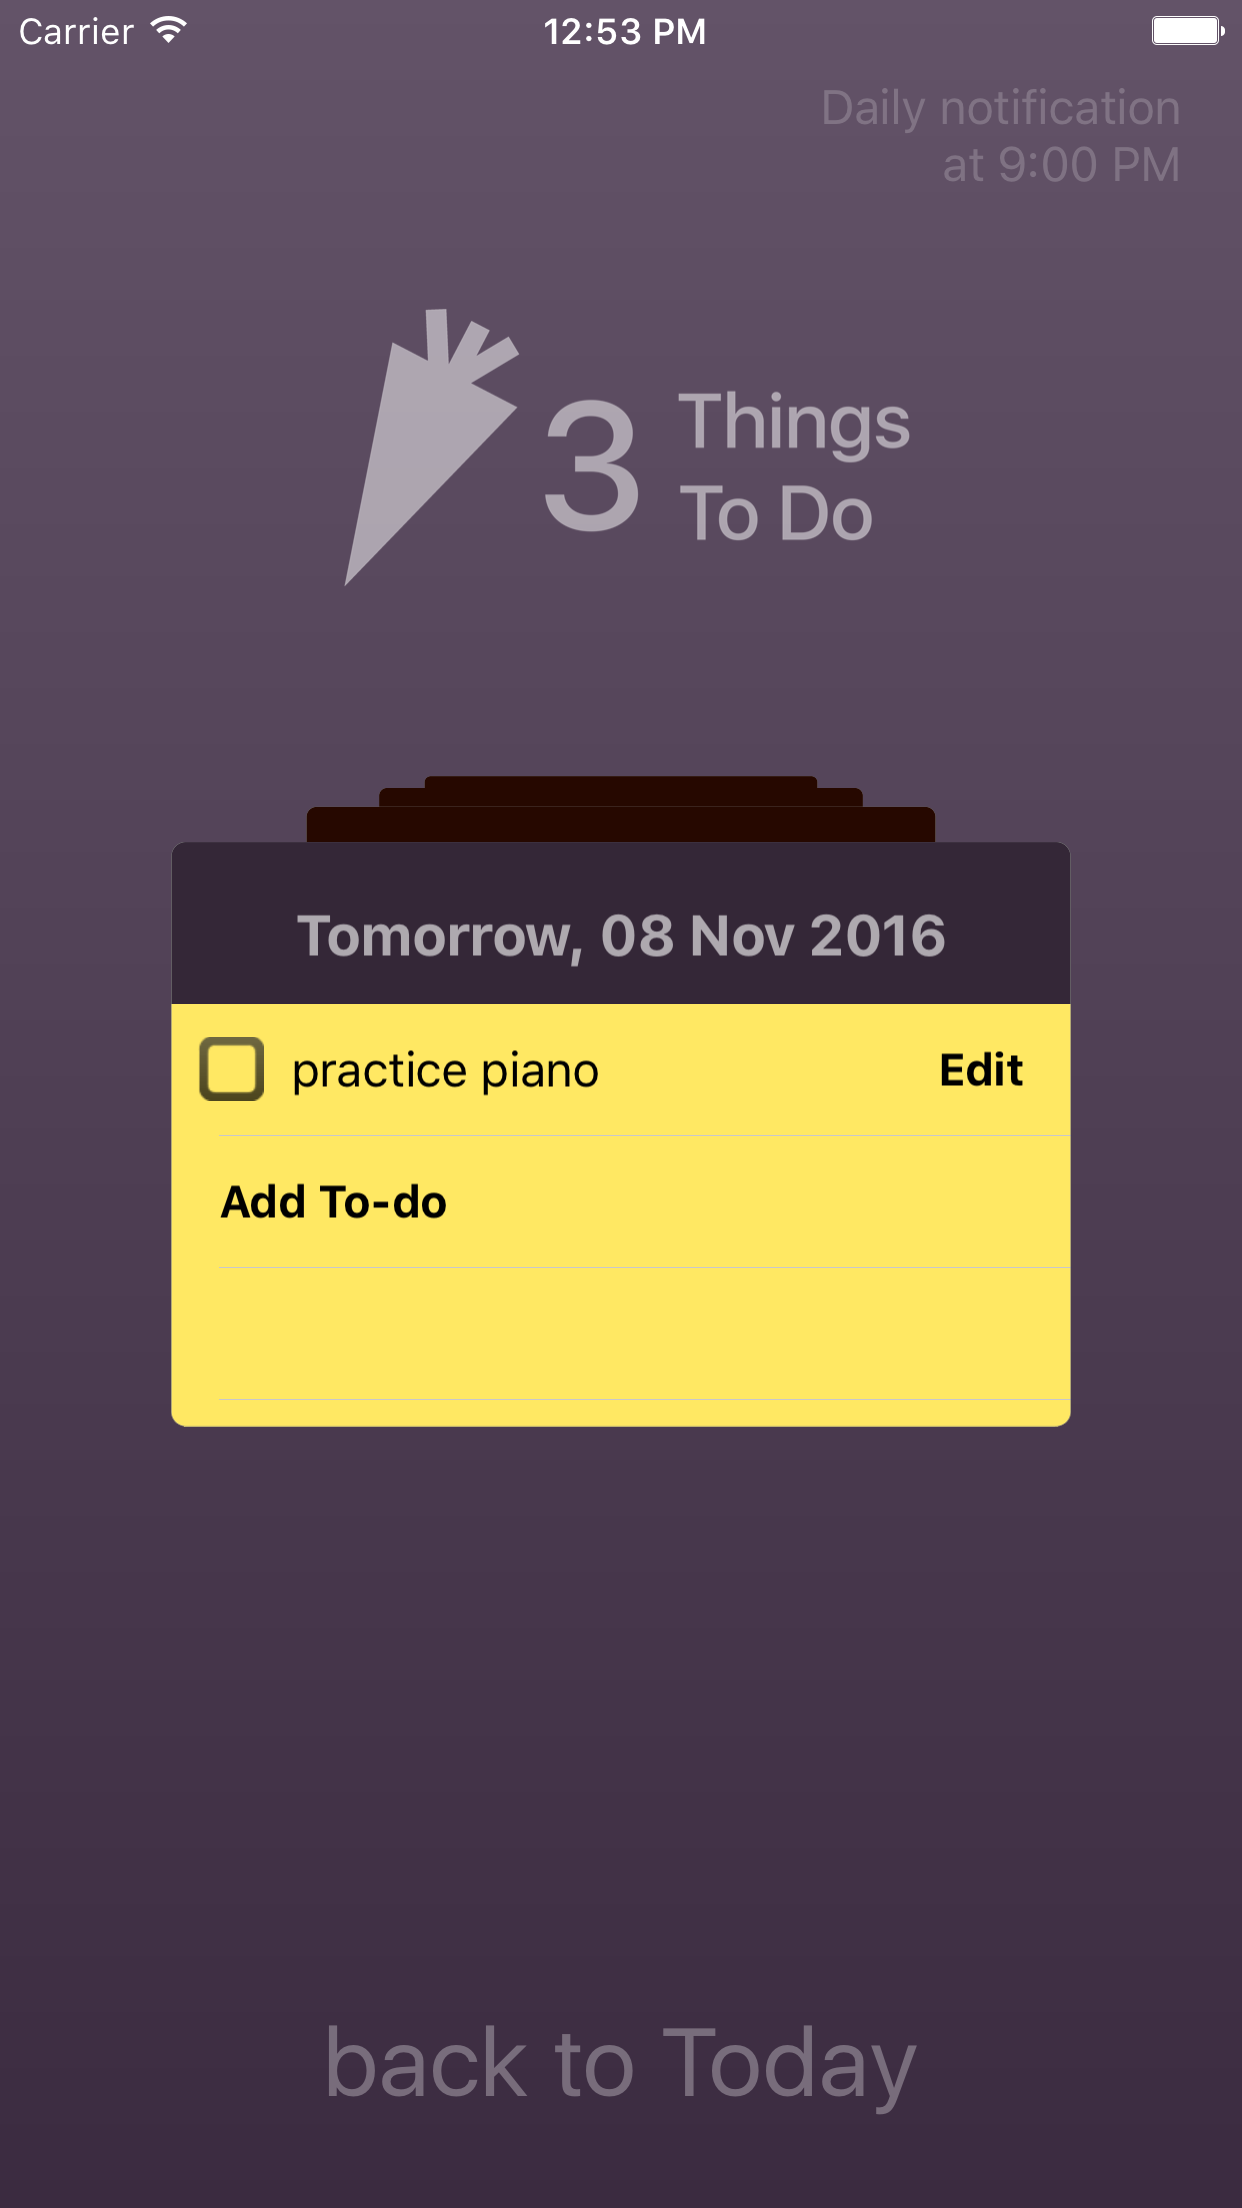 Carrier 12:53 PM
Daily notification
at 9:00 PM
3 Things
To Do
Tomorrow, 08 Nov 2016
practice piano Edit
Add To-do
back to Today